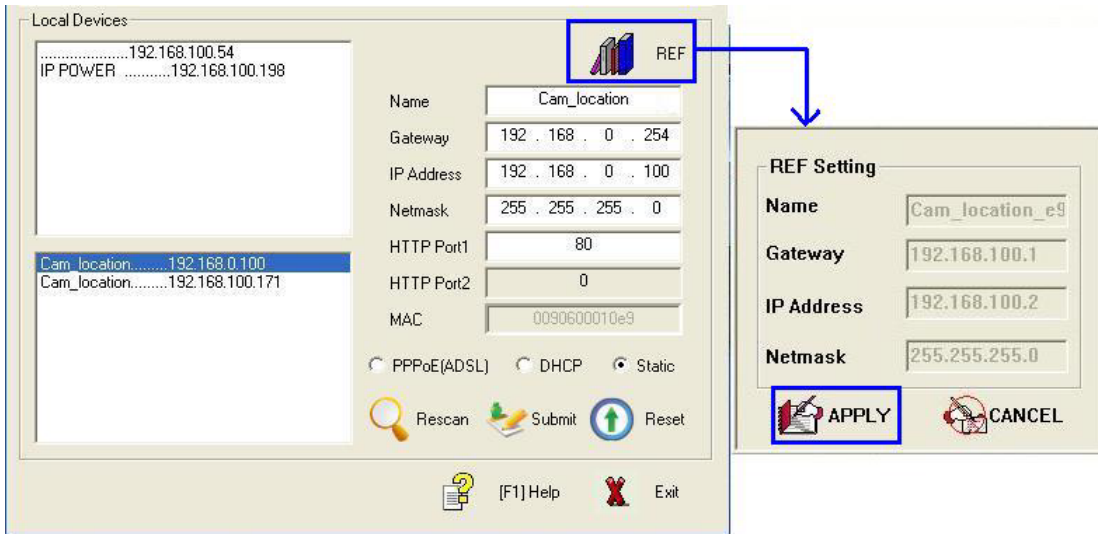 Local Devices
.....................192.168.100.54
IP POWER ...........192.168.100.198
REF
Name Cam_location
Gateway 192 . 168 . 0 . 254
IP Address 192 . 168 . 0 . 100
Netmask 255 . 255 . 255 . 0
HTTP Port1 80
Cam_location.........192.168.0.100
Cam_location.........192.168.100.171
HTTP Port2 0
MAC 0090600010e9
PPPoE(ADSL) DHCP Static
Rescan Submit Reset
[F1] Help Exit
REF Setting
Name Cam_location_e9
Gateway 192.168.100.1
IP Address 192.168.100.2
Netmask 255.255.255.0
APPLY CANCEL